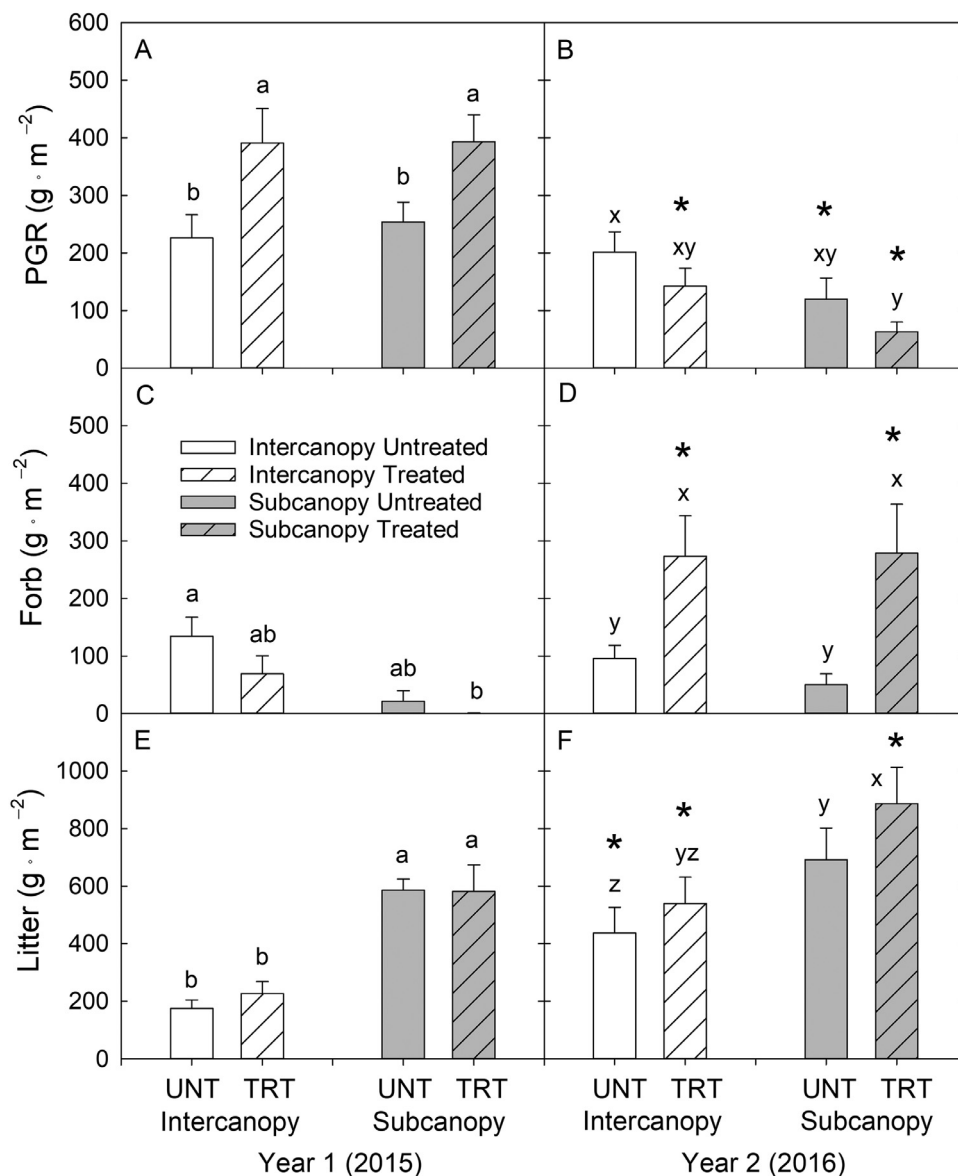 A
B
PGR (g · m⁻²)
600
500
400
300
200
100
0
b
a
b
a
x
*
xy
*
xy
*
y
C
D
Forb (g · m⁻²)
500
400
300
200
100
0
Intercanopy Untreated
Intercanopy Treated
Subcanopy Untreated
Subcanopy Treated
a
ab
ab
b
y
*
x
y
*
x
E
F
Litter (g · m⁻²)
1000
800
600
400
200
0
b
b
a
a
*
z
*
yz
y
*
x
UNT TRT UNT TRT UNT TRT UNT TRT
Intercanopy Subcanopy Intercanopy Subcanopy
Year 1 (2015) Year 2 (2016)